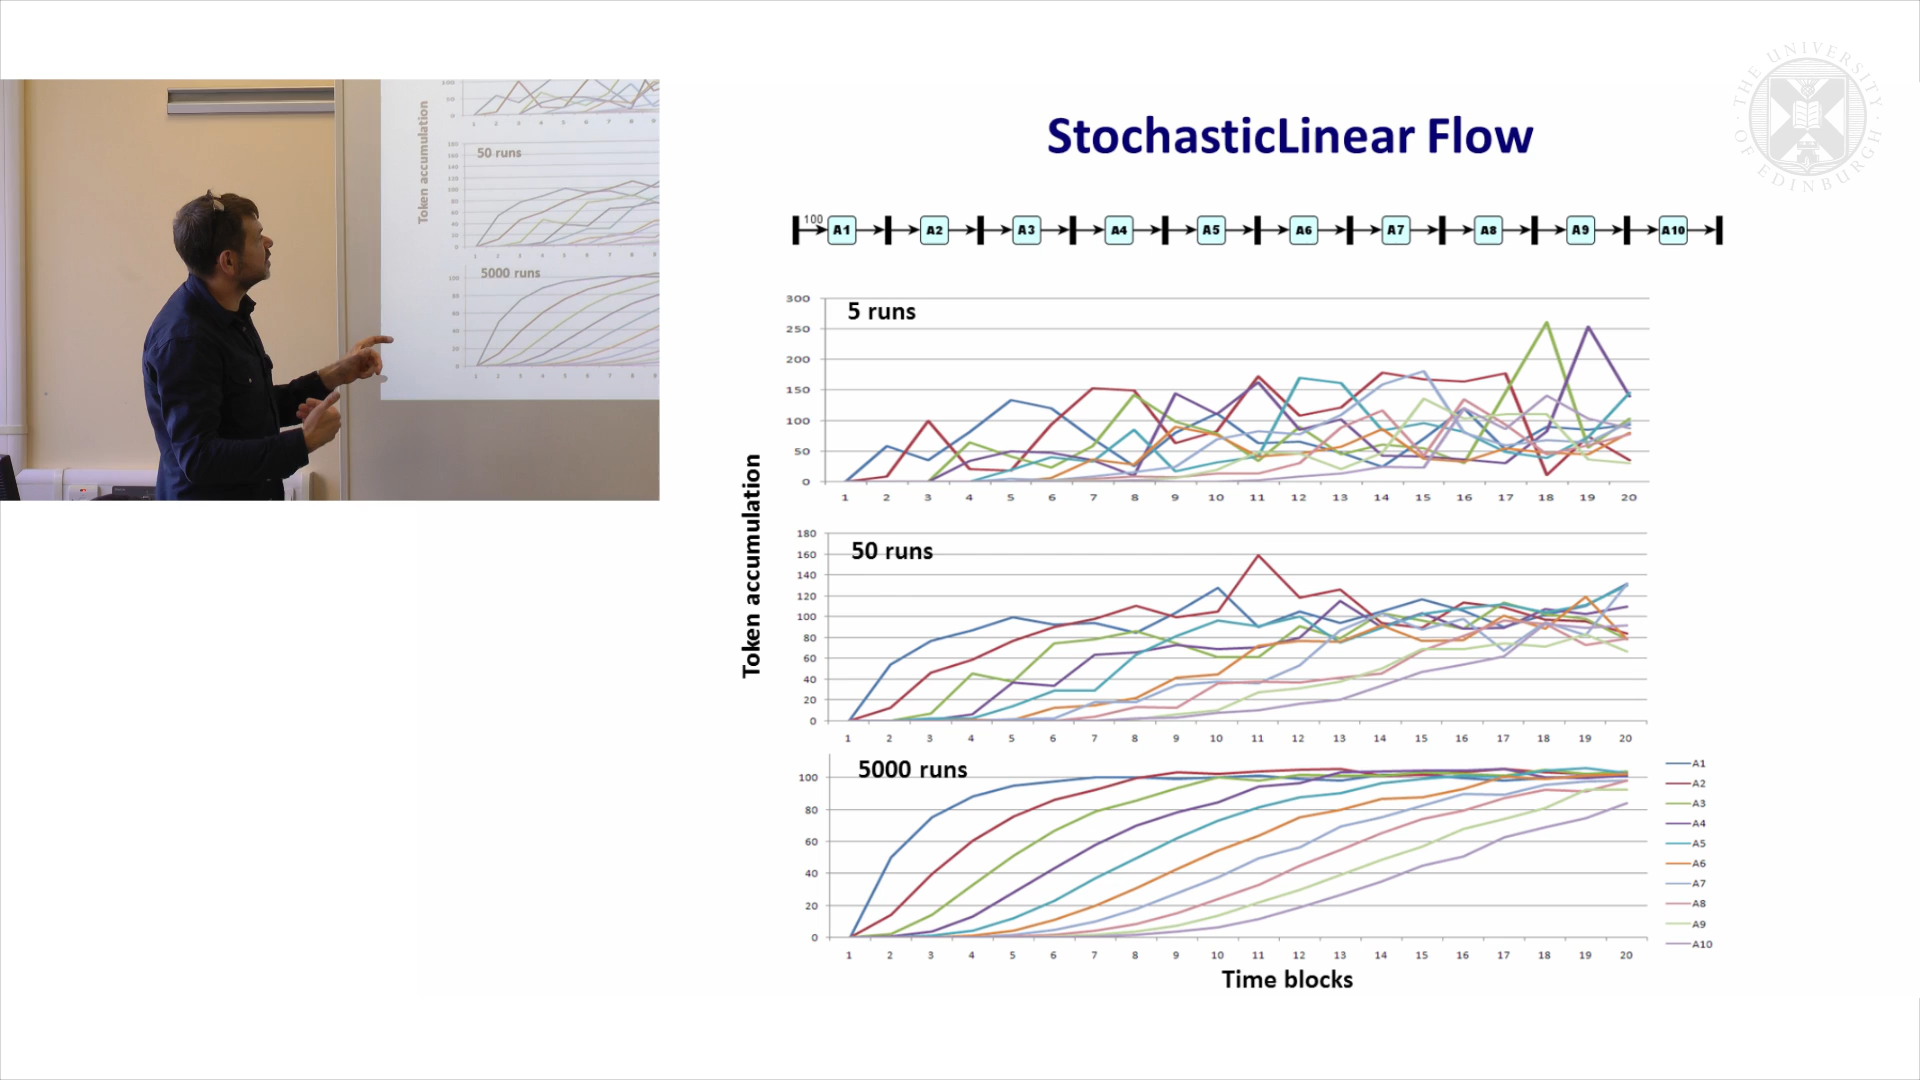 THE UNIVERSITY OF EDINBURGH
StochasticLinear Flow
100
A1 A2 A3 A4 A5 A6 A7 A8 A9 A10
Token accumulation
5 runs
300
250
200
150
100
50
0
1 2 3 4 5 6 7 8 9 10 11 12 13 14 15 16 17 18 19 20
50 runs
180
160
140
120
100
80
60
40
20
0
1 2 3 4 5 6 7 8 9 10 11 12 13 14 15 16 17 18 19 20
5000 runs
100
80
60
40
20
0
1 2 3 4 5 6 7 8 9 10 11 12 13 14 15 16 17 18 19 20
Time blocks
A1
A2
A3
A4
A5
A6
A7
A8
A9
A10
Token accumulation
50 runs
5000 runs